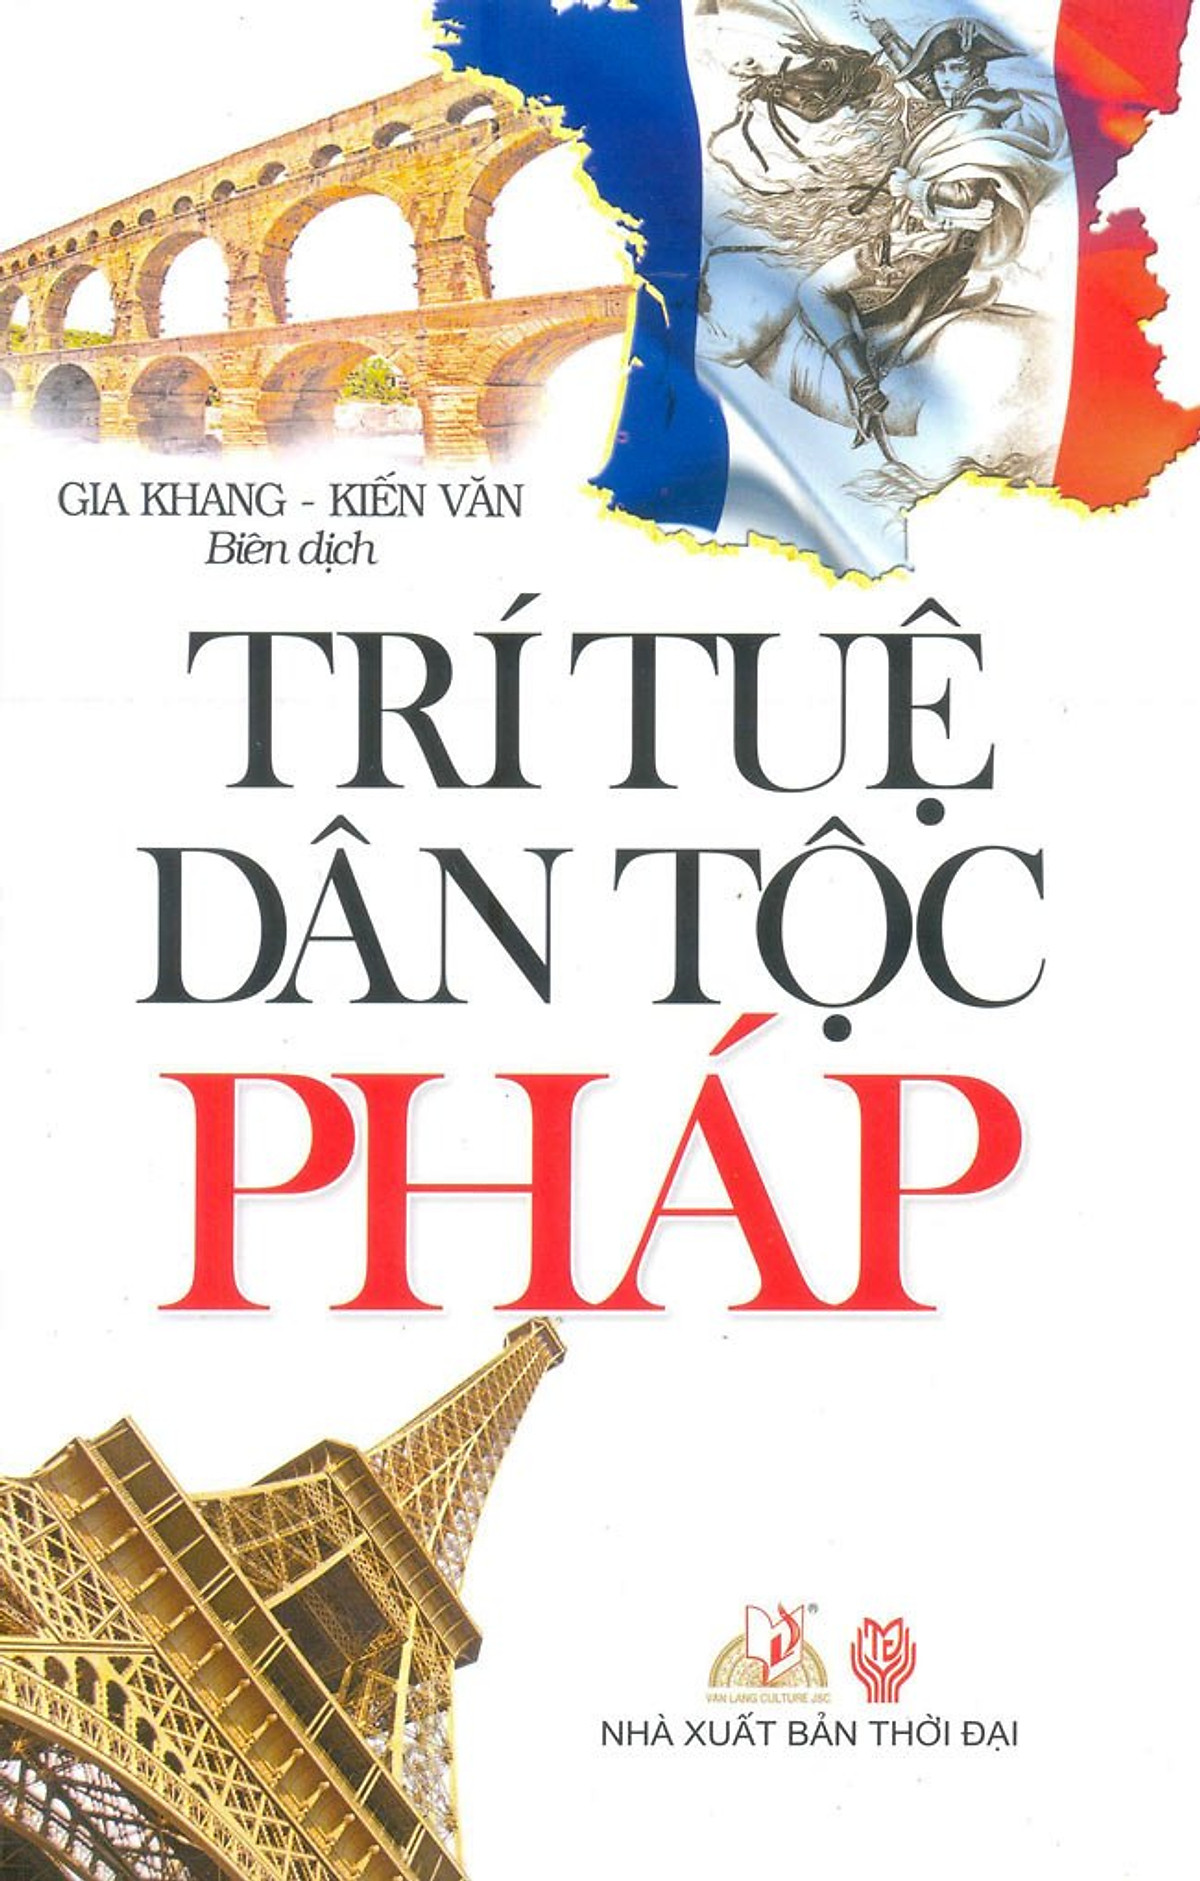 GIA KHANG - KIẾN VĂN
Biên dịch
TRÍ TUỆ
DÂN TỘC
PHÁP
®
VAN LANG CULTURE JSC
NHÀ XUẤT BẢN THỜI ĐẠI